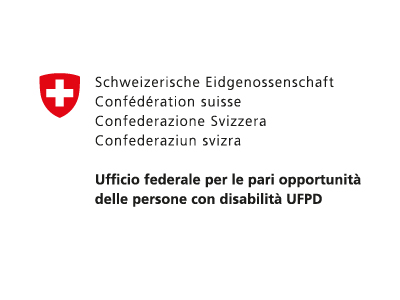 Schweizerische Eidgenossenschaft
Confédération suisse
Confederazione Svizzera
Confederaziun svizra
Ufficio federale per le pari opportunità
delle persone con disabilità UFPD